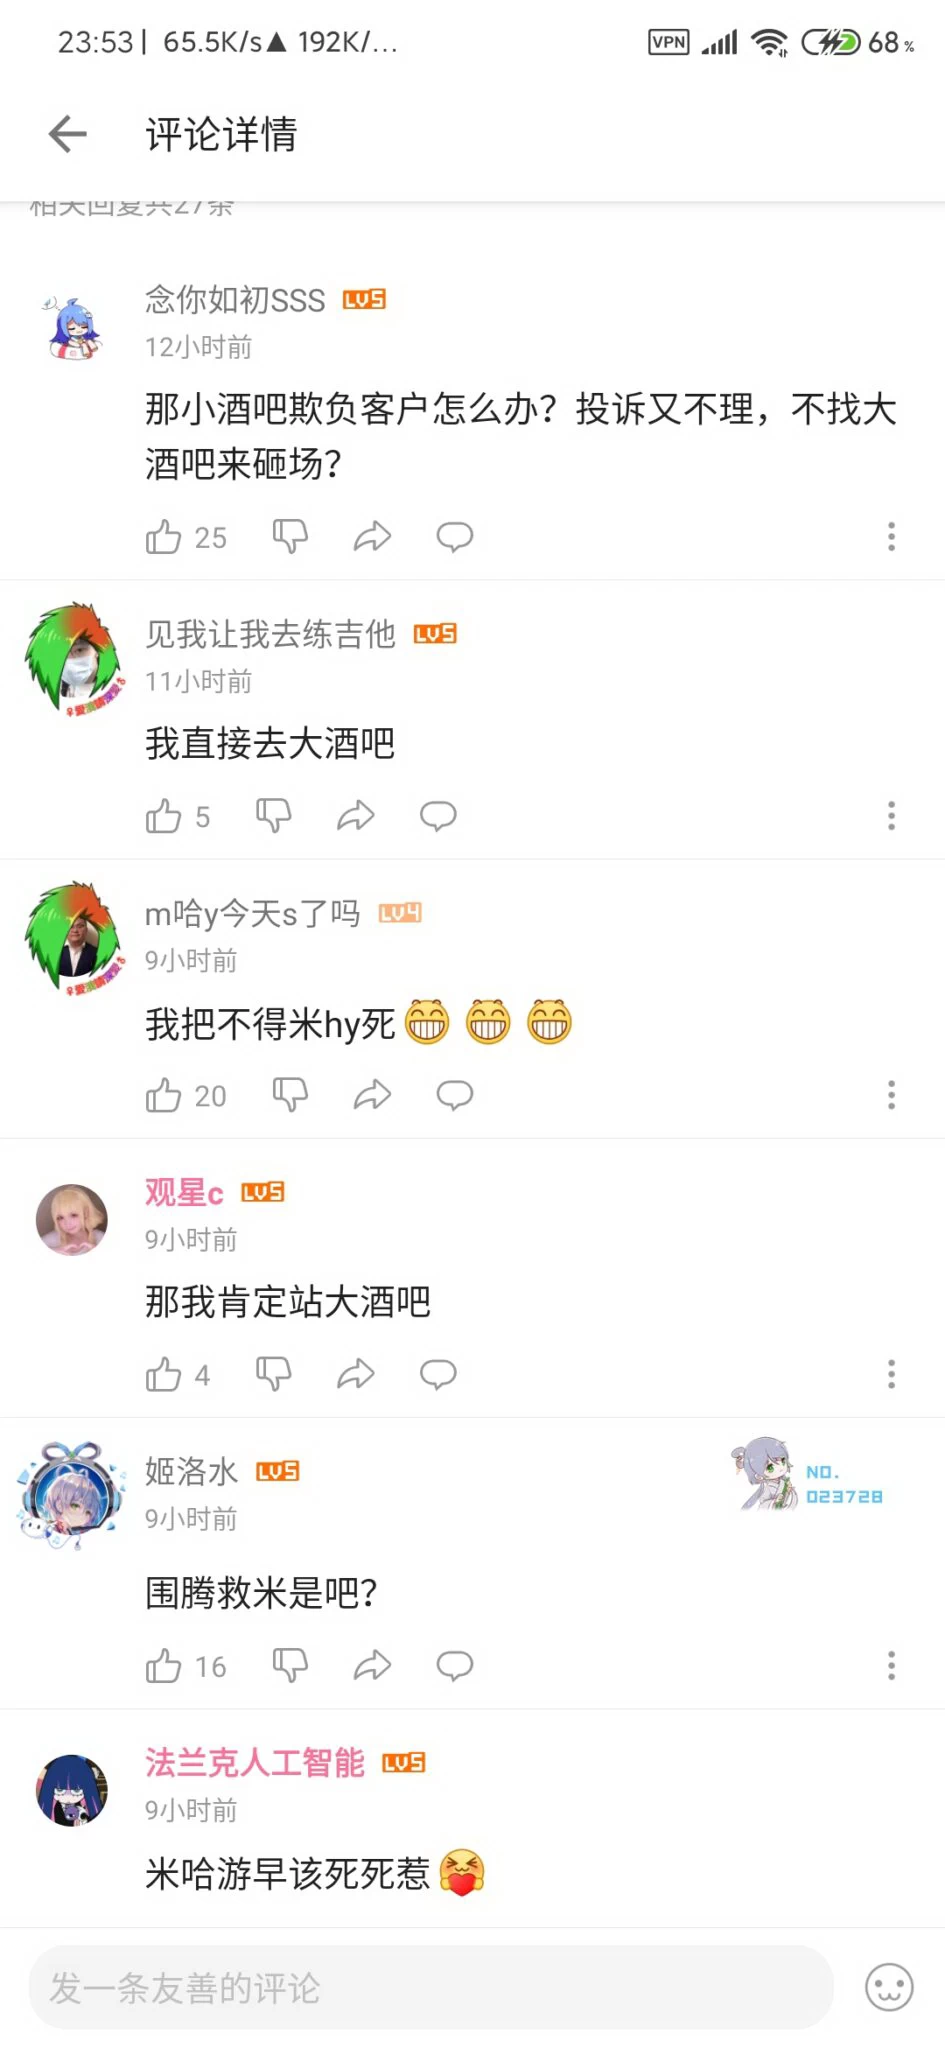 23:53 | 65.5K/s▲ 192K/... VPN 68%
评论详情
相关回复共27条
念你如初SSS LV5
12小时前
那小酒吧欺负客户怎么办？投诉又不理，不找大
酒吧来砸场？
25
见我让我去练吉他 LV5
11小时前
我直接去大酒吧
5
m哈y今天s了吗 LV4
9小时前
我把不得米hy死
20
观星c LV5
9小时前
那我肯定站大酒吧
4
姬洛水 LV5
NO.
023728
9小时前
围腾救米是吧？
16
法兰克人工智能 LV5
9小时前
米哈游早该死死惹
发一条友善的评论